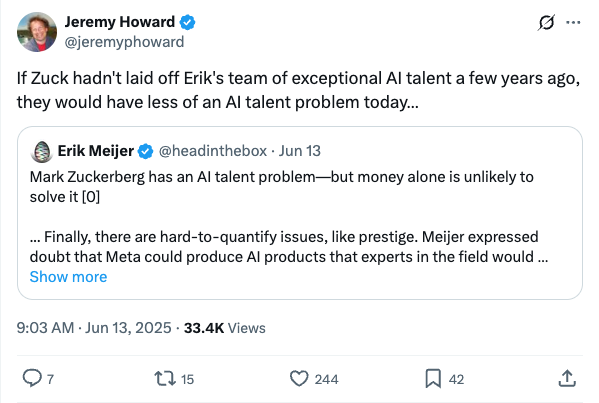 Jeremy Howard
@jeremyphoward
If Zuck hadn't laid off Erik's team of exceptional AI talent a few years ago,
they would have less of an AI talent problem today...
Erik Meijer @headinthebox · Jun 13
Mark Zuckerberg has an AI talent problem—but money alone is unlikely to
solve it [0]
... Finally, there are hard-to-quantify issues, like prestige. Meijer expressed
doubt that Meta could produce AI products that experts in the field would ...
Show more
9:03 AM · Jun 13, 2025 · 33.4K Views
7 15 244 42